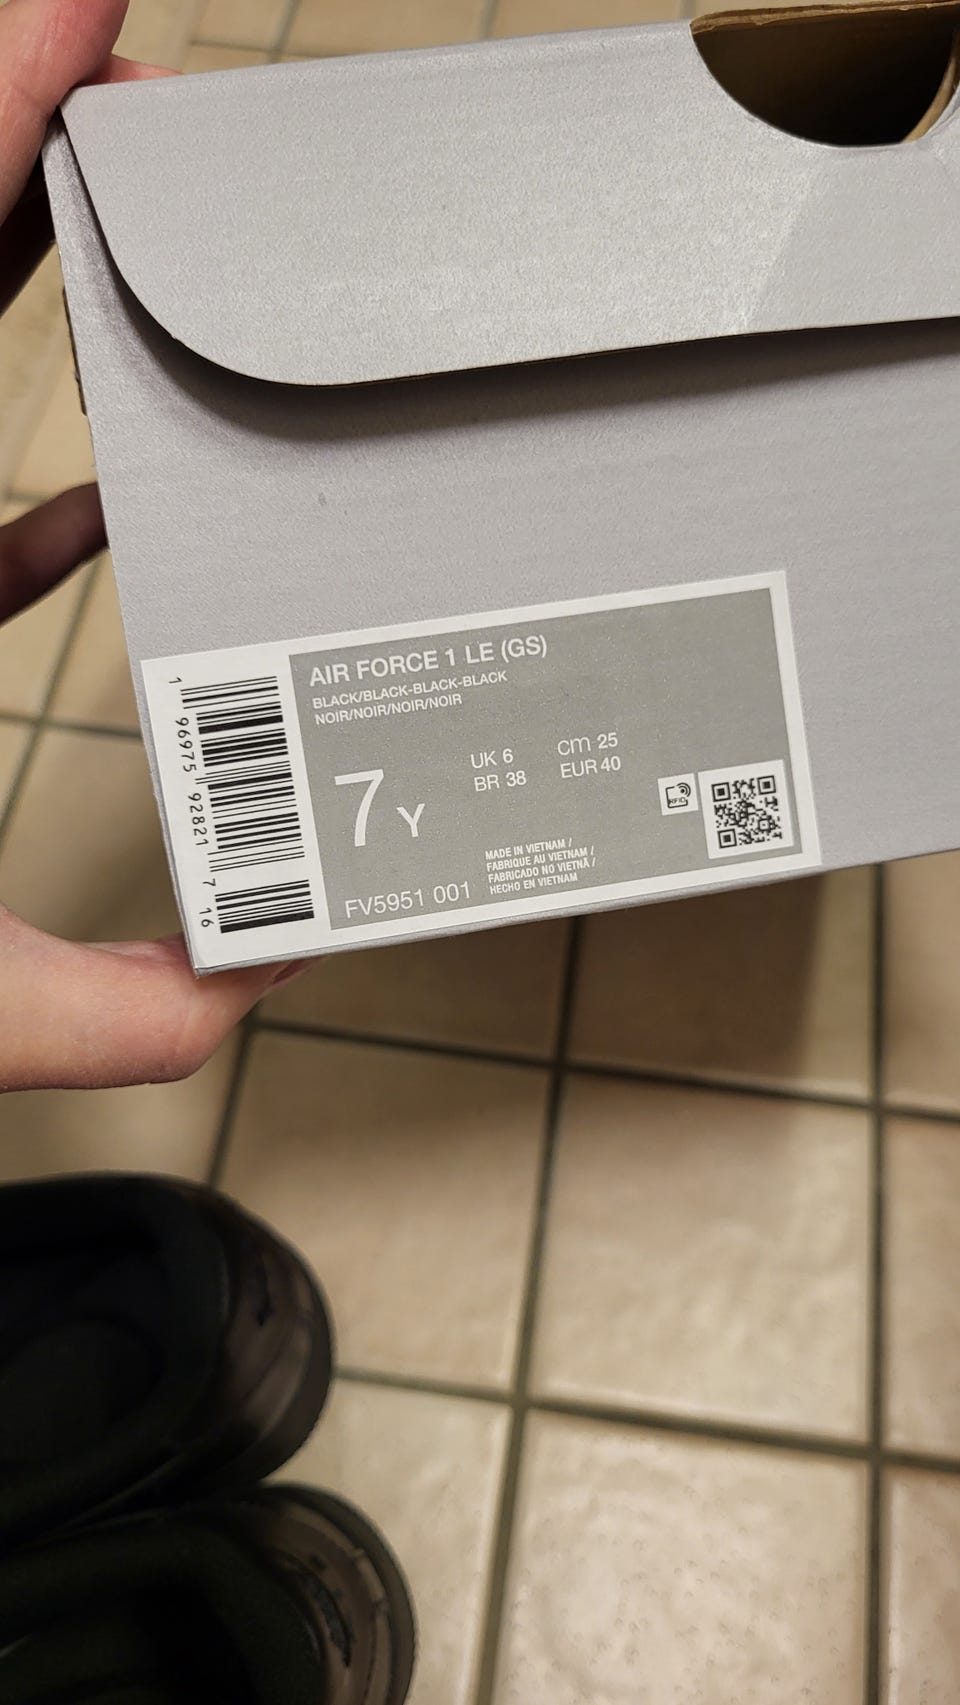 AIR FORCE 1 LE (GS)
BLACK/BLACK-BLACK-BLACK
NOIR/NOIR/NOIR/NOIR
7Y
UK 6
cm 25
BR 38
EUR 40
RFID
MADE IN VIETNAM /
FABRIQUE AU VIETNAM /
FABRICADO NO VIETNÃ /
HECHO EN VIETNAM
FV5951 001
1 96975 92821 7 16